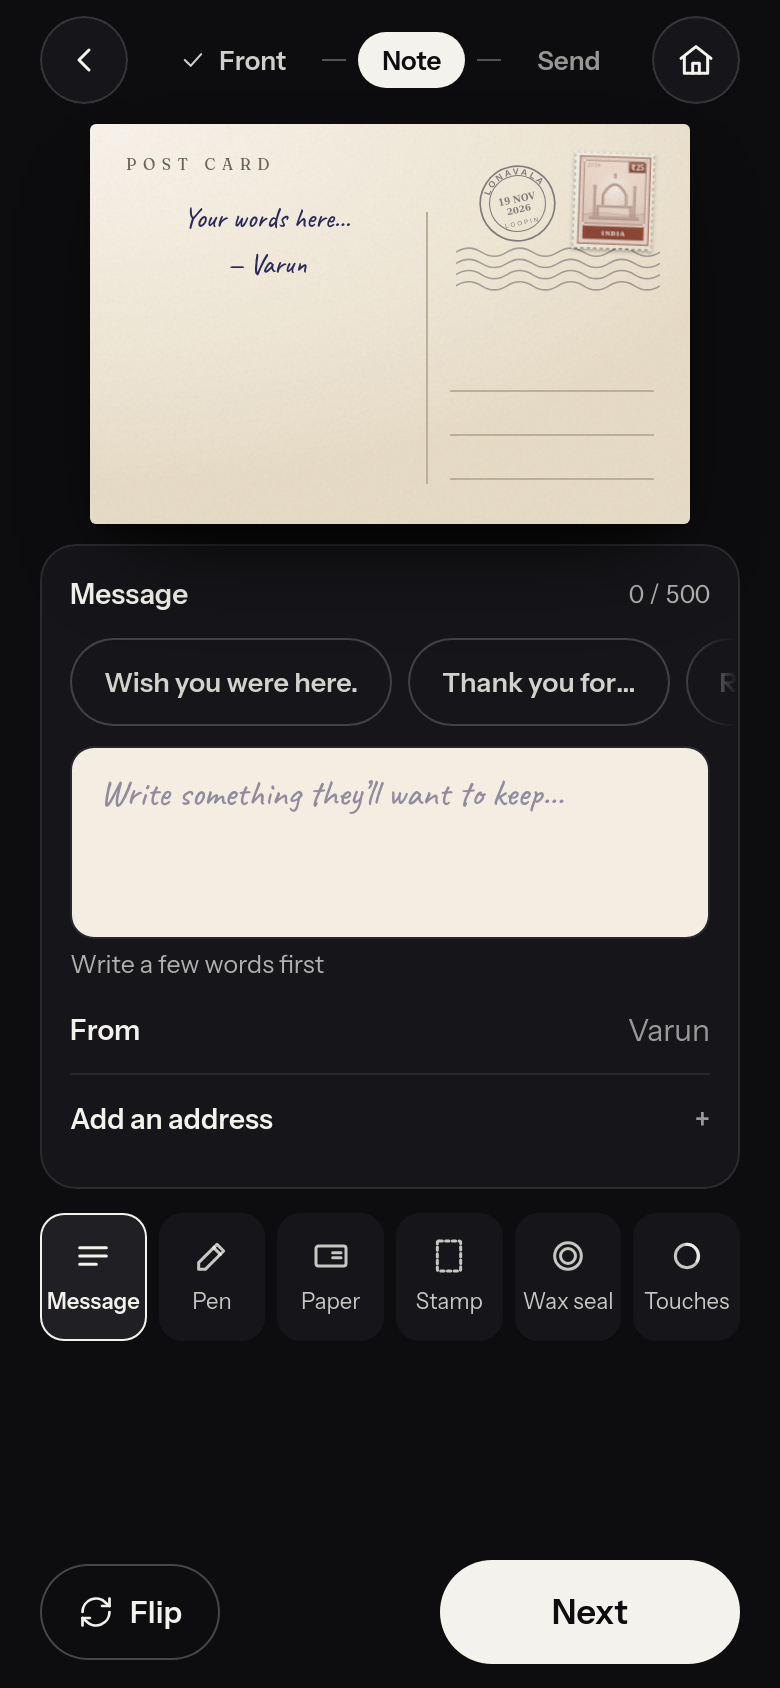 Front — Note — Send
POST CARD
Your words here...
– Varun
LONAVALA
19 NOV
2026
LOOPIN
₹25
INDIA
Message 0 / 500
Wish you were here. Thank you for... R
Write something they'll want to keep...
Write a few words first
From Varun
Add an address +
Message Pen Paper Stamp Wax seal Touches
Flip Next